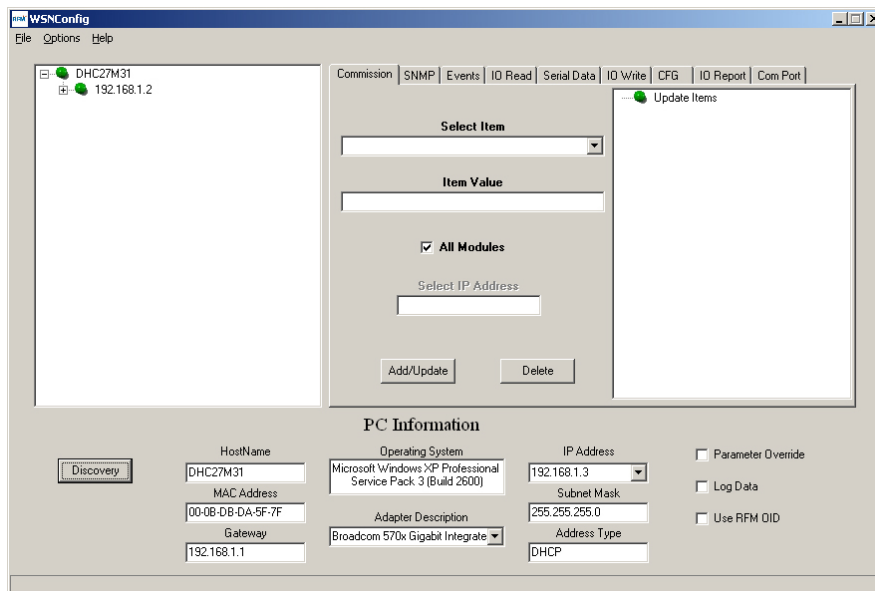 RFM WSNConfig
File Options Help
DHC27M31
192.168.1.2
Commission SNMP Events IO Read Serial Data IO Write CFG IO Report Com Port
Select Item
Item Value
All Modules
Select IP Address
Add/Update Delete
Update Items
PC Information
Discovery
HostName
DHC27M31
MAC Address
00-0B-DB-DA-5F-7F
Gateway
192.168.1.1
Operating System
Microsoft Windows XP Professional
Service Pack 3 (Build 2600)
Adapter Description
Broadcom 570x Gigabit Integrate
IP Address
192.168.1.3
Subnet Mask
255.255.255.0
Address Type
DHCP
Parameter Override
Log Data
Use RFM OID